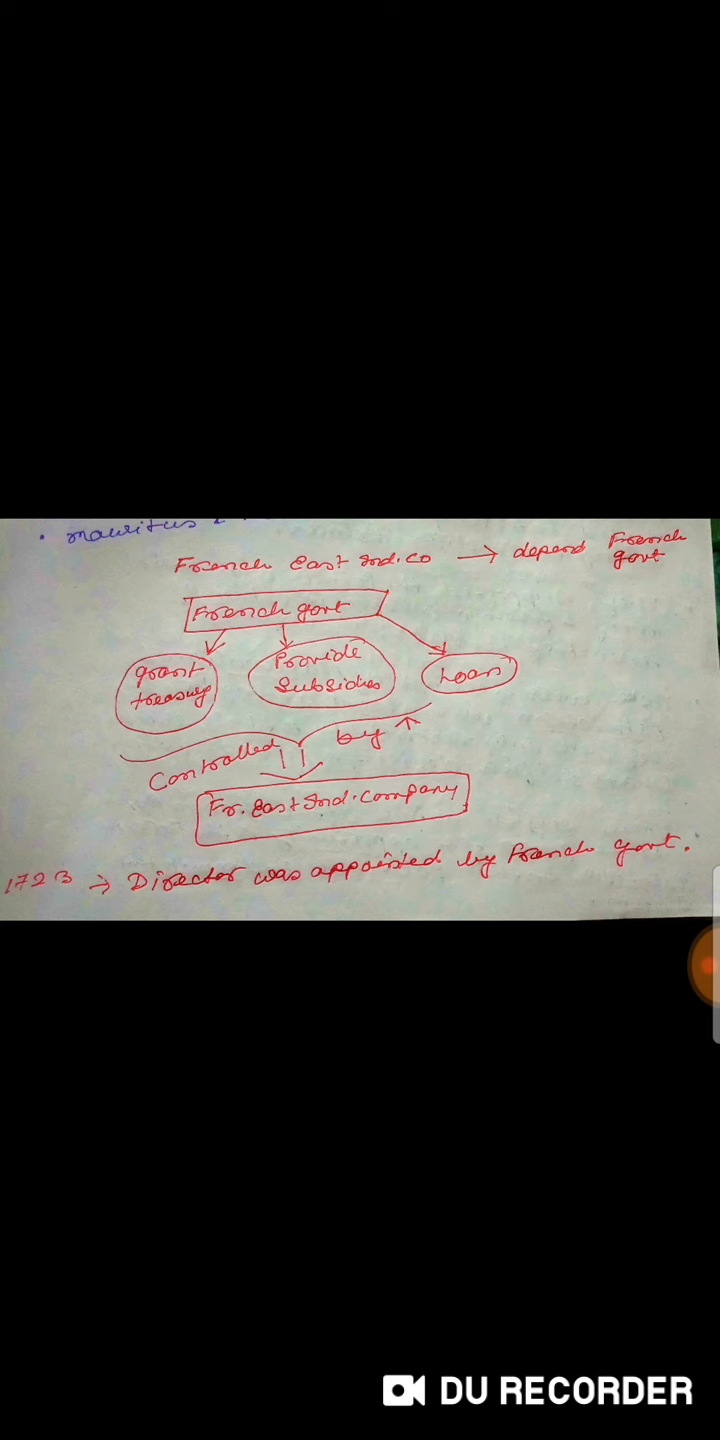 • mauritus
French East Ind. co → depend French govt
French govt
grant treasury
Provide Subsidies
Loan
Controlled by ↑
Fr. East Ind. Company
1723 → Director was appointed by French govt.
DU RECORDER